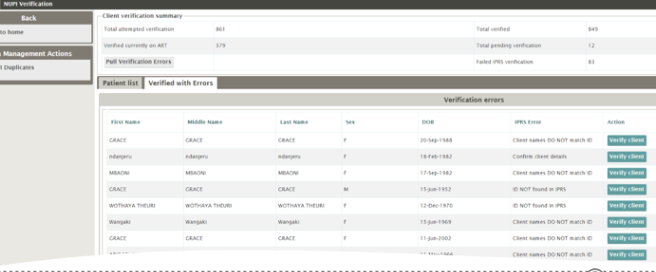 NUPI Verification
Back
to home
Management Actions
Duplicates
Client verification summary
Total attempted verification 861 Total verified 849
Verified currently on ART 379 Total pending verification 12
Pull Verification Errors Failed IPRS verification 83
Patient list Verified with Errors
Verification errors
First Name Middle Name Last Name Sex DOB IPRS Error Action
GRACE GRACE GRACE F 20-Sep-1988 Client names DO NOT match ID Verify client
ndanjeru ndanjeru ndanjeru F 18-Feb-1982 Confirm client details Verify client
MBAONI MBAONI MBAONI F 17-Sep-1982 Client names DO NOT match ID Verify client
GRACE GRACE GRACE M 15-Jun-1952 ID NOT found in IPRS Verify client
WOTHAYA THEURI WOTHAYA THEURI WOTHAYA THEURI F 12-Dec-1970 ID NOT found in IPRS Verify client
Wangaki Wangaki Wangaki F 15-Jun-1969 Client names DO NOT match ID Verify client
GRACE GRACE GRACE F 11-Jun-2002 Client names DO NOT match ID Verify client
Client names DO NOT match ID Verify client